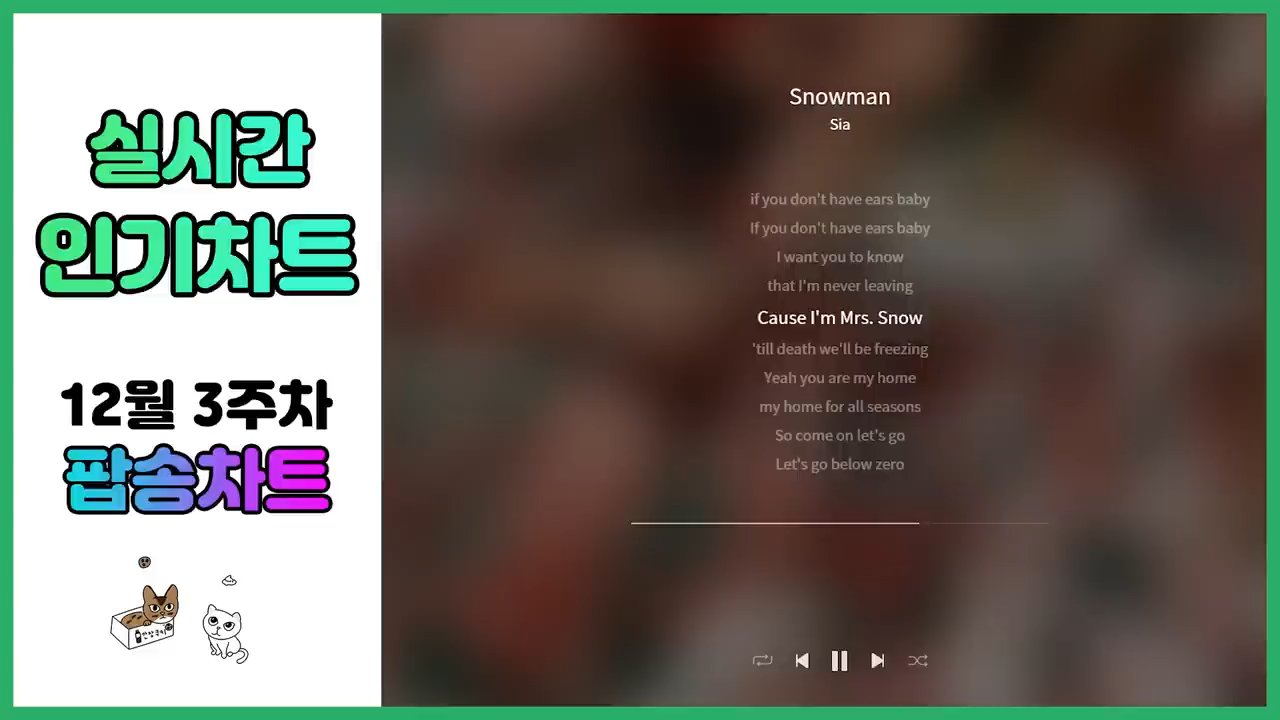 실시간
인기차트
12월 3주차
팝송차트
Snowman
Sia
if you don't have ears baby
If you don't have ears baby
I want you to know
that I'm never leaving
Cause I'm Mrs. Snow
'till death we'll be freezing
Yeah you are my home
my home for all seasons
So come on let's go
Let's go below zero